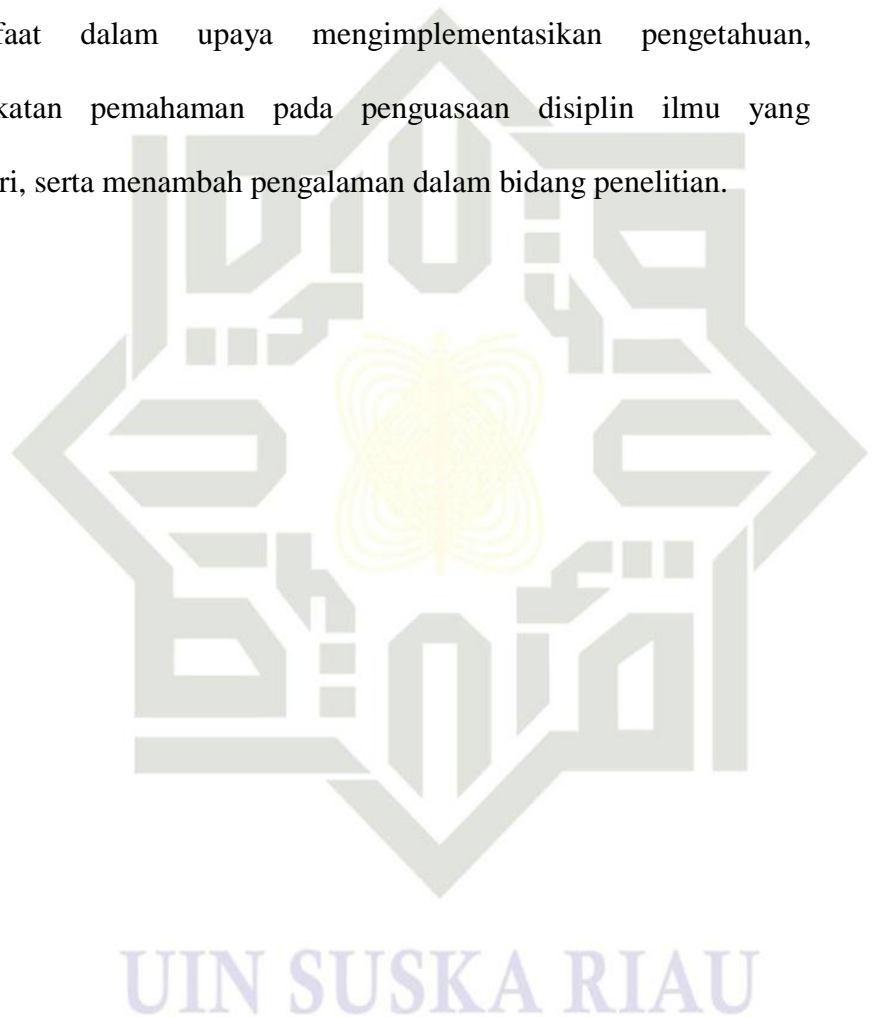 faat dalam upaya mengimplementasikan pengetahuan,
katan pemahaman pada penguasaan disiplin ilmu yang
ri, serta menambah pengalaman dalam bidang penelitian.
UIN SUSKA RIAU